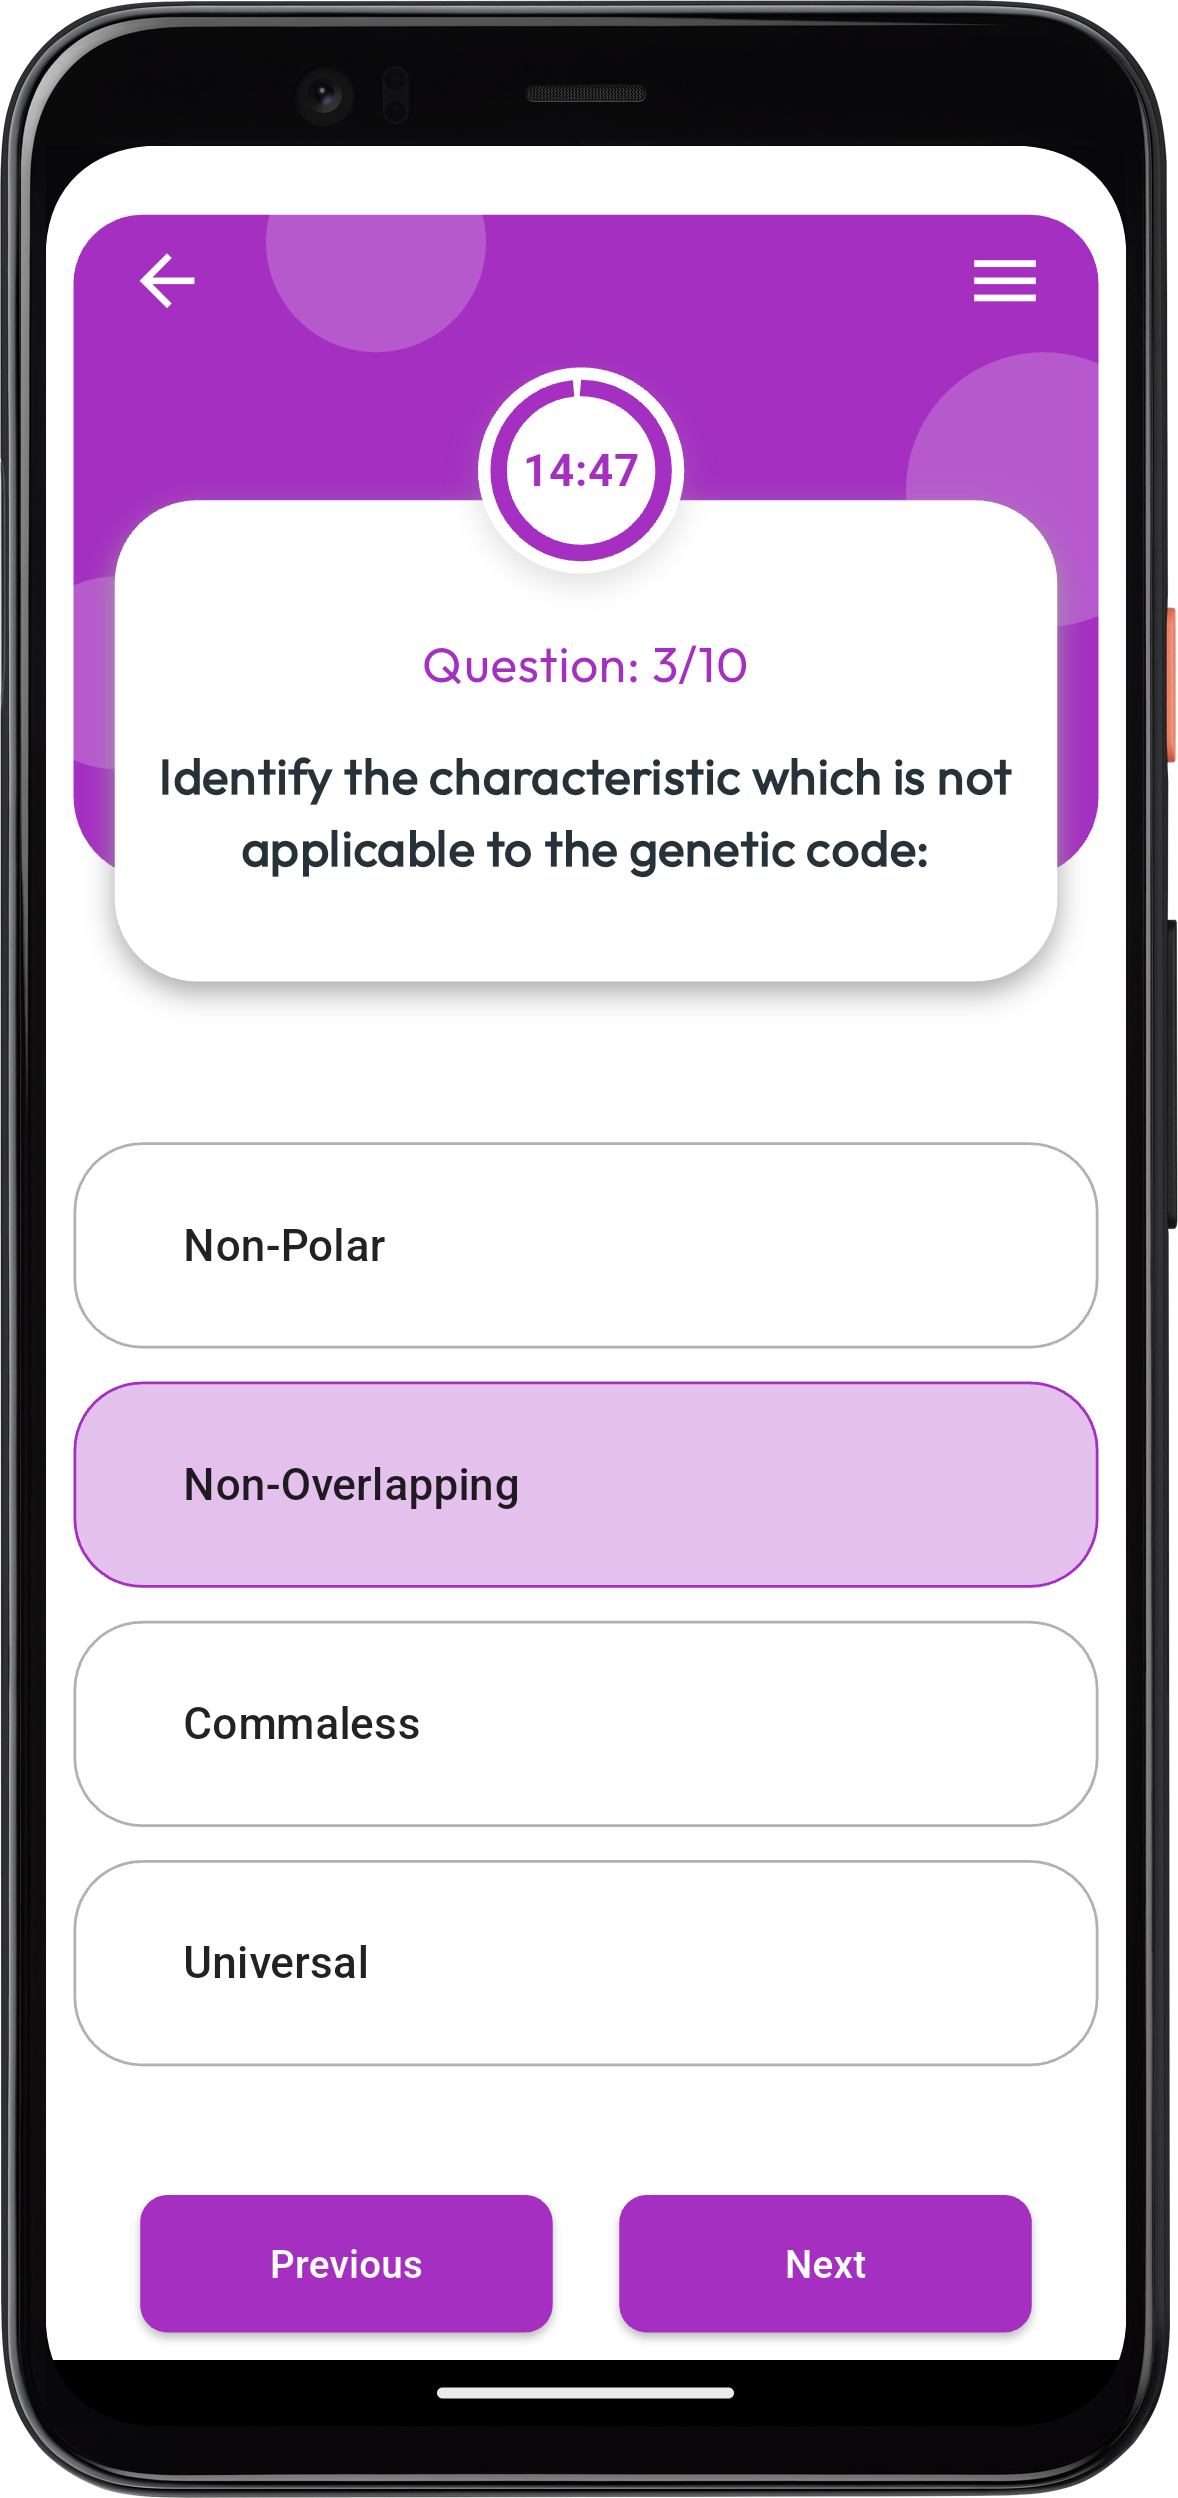 14:47
Question: 3/10
Identify the characteristic which is not
applicable to the genetic code:
Non-Polar
Non-Overlapping
Commaless
Universal
Previous
Next